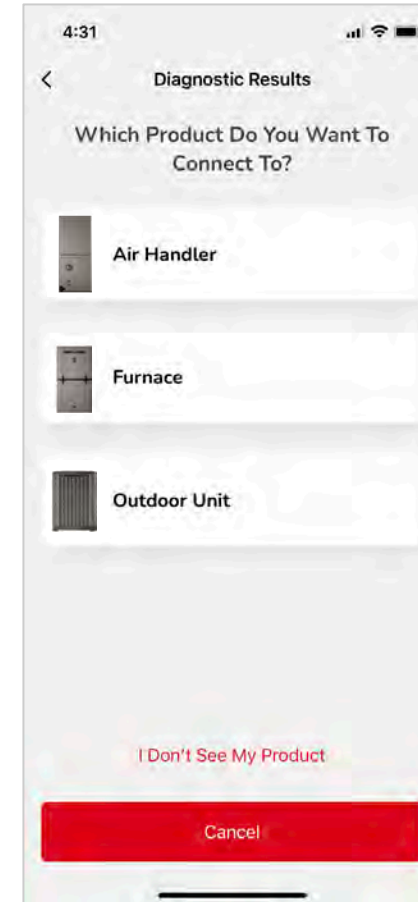 4:31
Diagnostic Results
Which Product Do You Want To
Connect To?
Air Handler
Furnace
Outdoor Unit
I Don't See My Product
Cancel